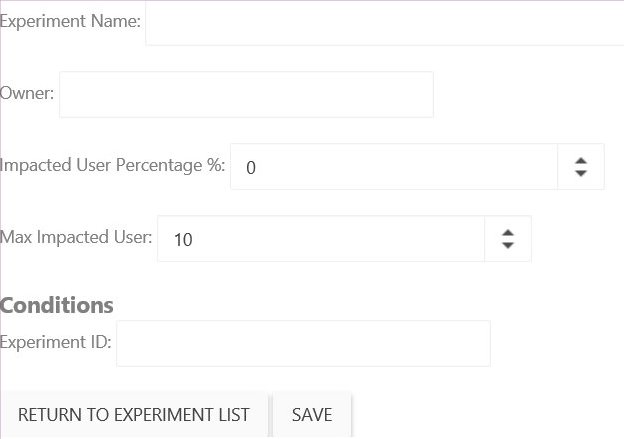 Experiment Name:
Owner:
Impacted User Percentage %: 0
Max Impacted User: 10
Conditions
Experiment ID:
RETURN TO EXPERIMENT LIST SAVE